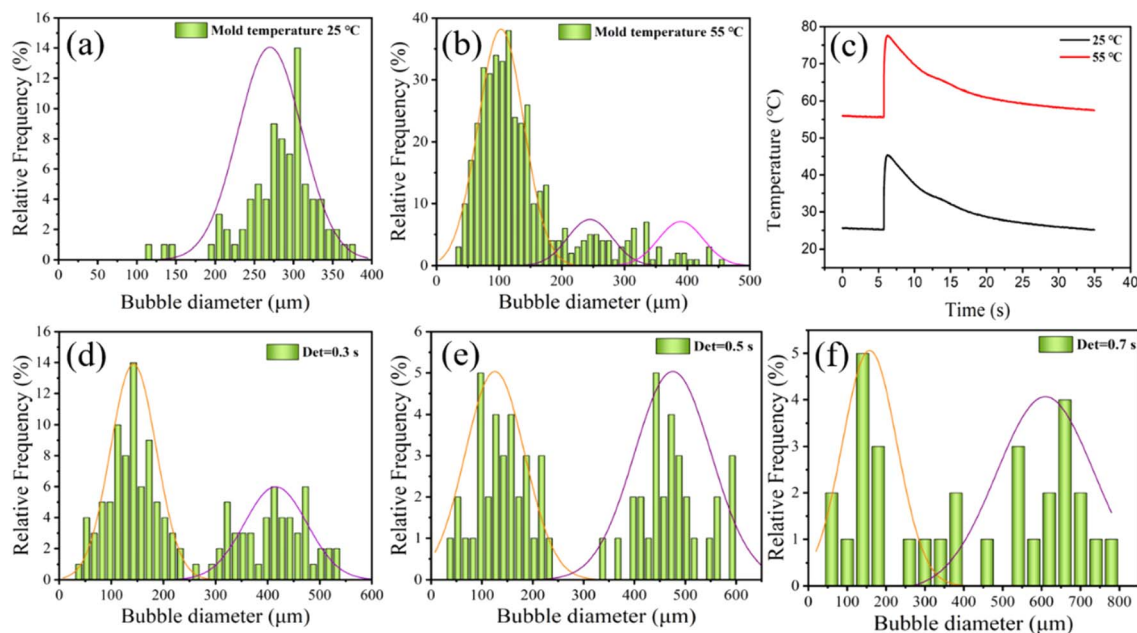 (a)
Mold temperature 25 ℃
Relative Frequency (%)
16
14
12
10
8
6
4
2
0
0 50 100 150 200 250 300 350 400
Bubble diameter (μm)
(b)
Mold temperature 55 ℃
Relative Frequency (%)
40
30
20
10
0
0 100 200 300 400 500
Bubble diameter (μm)
(c)
25 ℃
55 ℃
Temperature (℃)
80
70
60
50
40
30
20
0 5 10 15 20 25 30 35 40
Time (s)
(d)
Det=0.3 s
Relative Frequency (%)
16
14
12
10
8
6
4
2
0
0 100 200 300 400 500 600
Bubble diameter (μm)
(e)
Det=0.5 s
Relative Frequency (%)
6
5
4
3
2
1
0
0 100 200 300 400 500 600
Bubble diameter (μm)
(f)
Det=0.7 s
Relative Frequency (%)
5
4
3
2
1
0
0 100 200 300 400 500 600 700 800
Bubble diameter (μm)